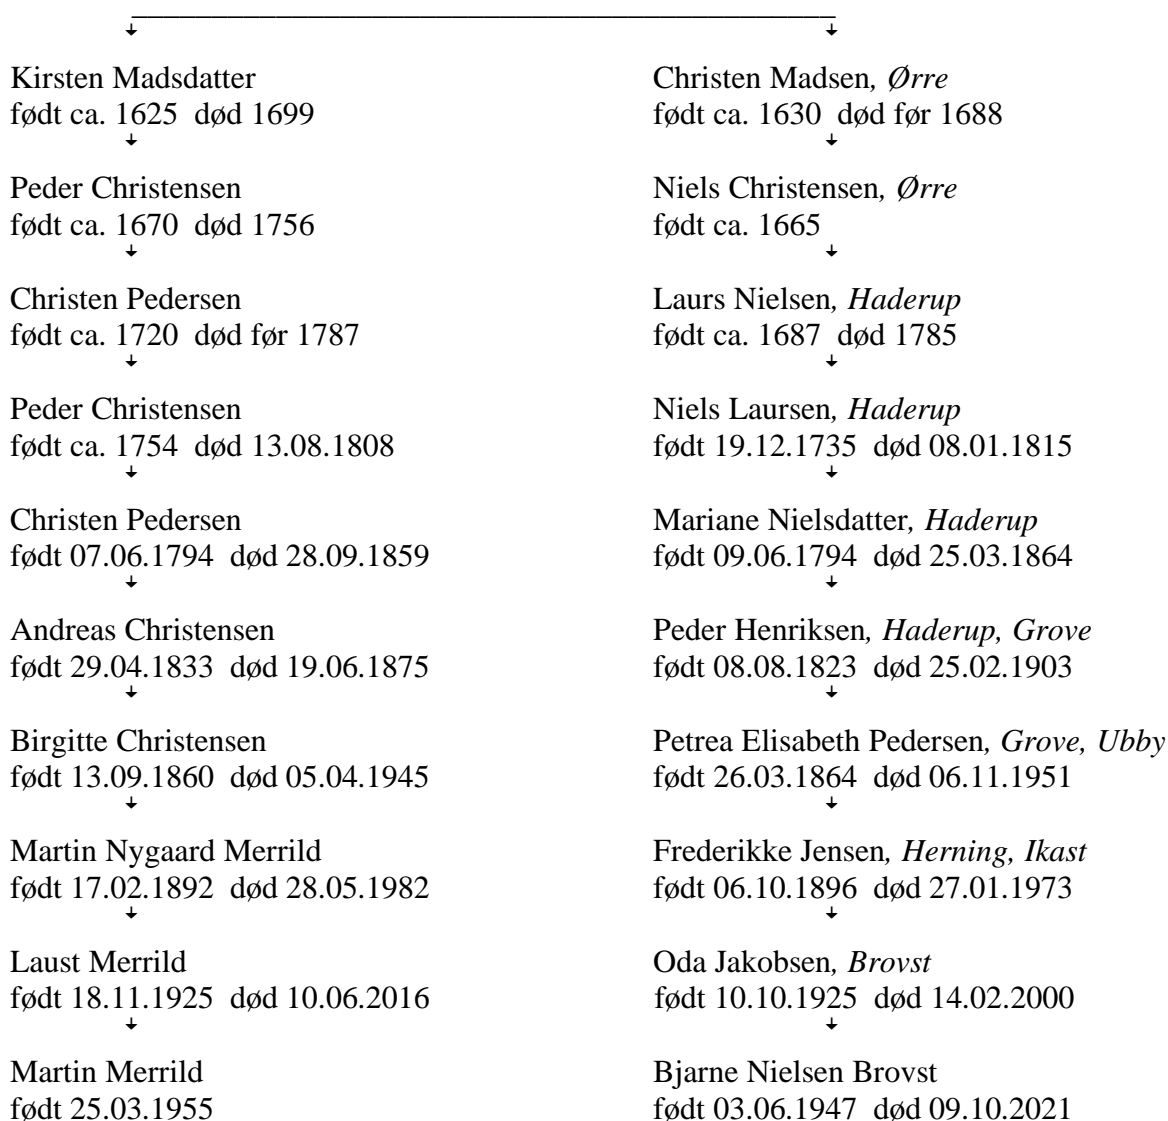 Kirsten Madsdatter
født ca. 1625 død 1699
Peder Christensen
født ca. 1670 død 1756
Christen Pedersen
født ca. 1720 død før 1787
Peder Christensen
født ca. 1754 død 13.08.1808
Christen Pedersen
født 07.06.1794 død 28.09.1859
Andreas Christensen
født 29.04.1833 død 19.06.1875
Birgitte Christensen
født 13.09.1860 død 05.04.1945
Martin Nygaard Merrild
født 17.02.1892 død 28.05.1982
Laust Merrild
født 18.11.1925 død 10.06.2016
Martin Merrild
født 25.03.1955
Christen Madsen, Ørre
født ca. 1630 død før 1688
Niels Christensen, Ørre
født ca. 1665
Laurs Nielsen, Haderup
født ca. 1687 død 1785
Niels Laursen, Haderup
født 19.12.1735 død 08.01.1815
Mariane Nielsdatter, Haderup
født 09.06.1794 død 25.03.1864
Peder Henriksen, Haderup, Grove
født 08.08.1823 død 25.02.1903
Petrea Elisabeth Pedersen, Grove, Ubby
født 26.03.1864 død 06.11.1951
Frederikke Jensen, Herning, Ikast
født 06.10.1896 død 27.01.1973
Oda Jakobsen, Brovst
født 10.10.1925 død 14.02.2000
Bjarne Nielsen Brovst
født 03.06.1947 død 09.10.2021